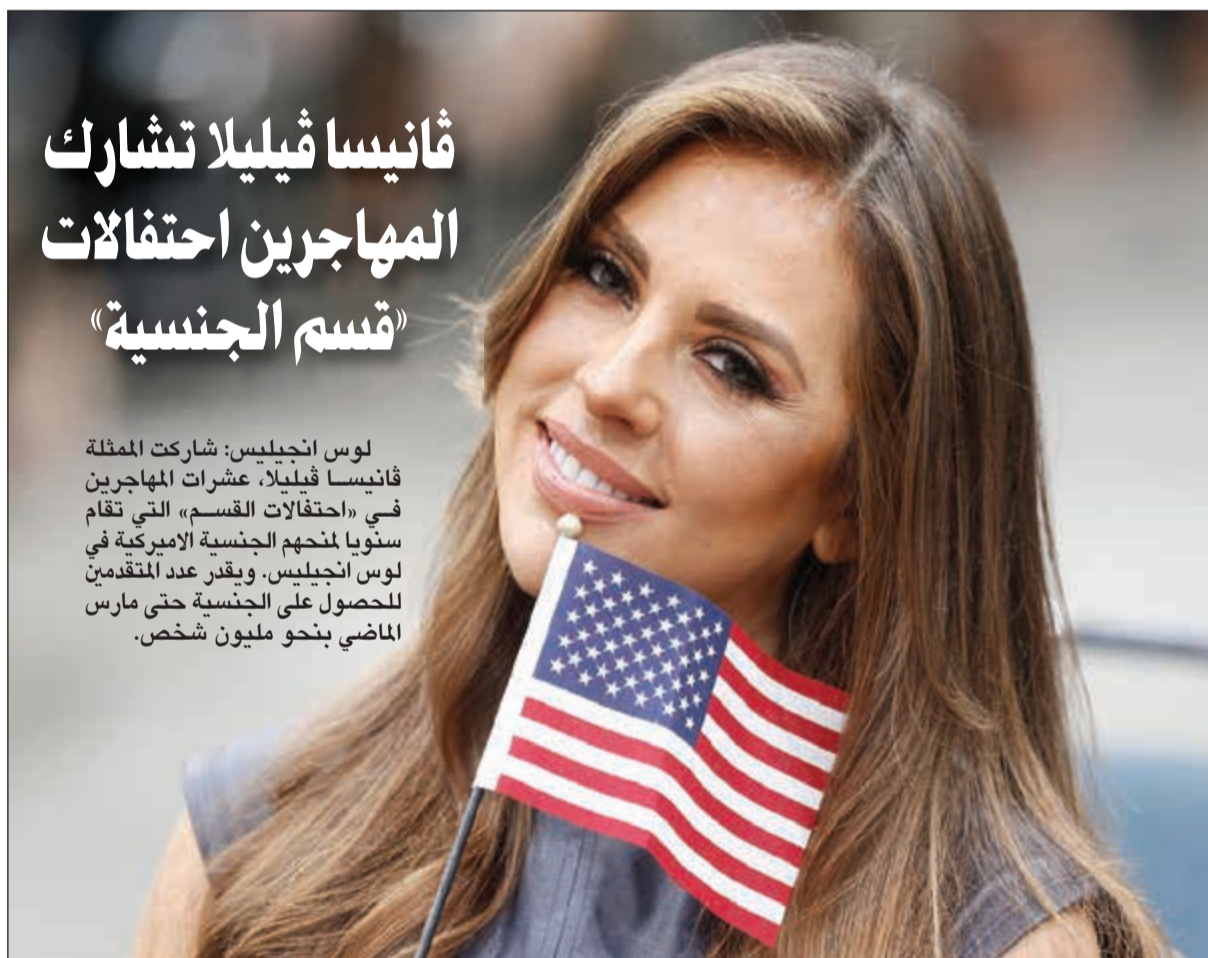 ڤانيسا ڤيليلا تشارك
المهاجرين احتفالات
«قسم الجنسية»
لوس انجيليس: شاركت الممثلة
ڤانيسا ڤيليلا، عشرات المهاجرين
في «احتفالات القسم» التي تقام
سنويا لمنحهم الجنسية الاميركية في
لوس انجيليس. ويقدر عدد المتقدمين
للحصول على الجنسية حتى مارس
الماضي بنحو مليون شخص.